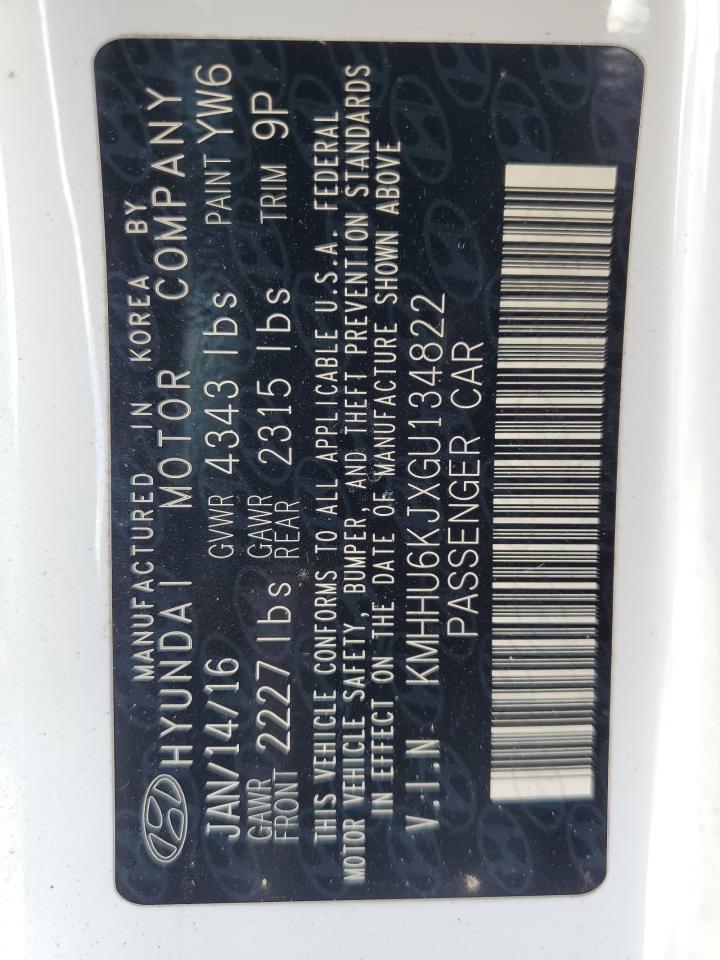 MANUFACTURED IN KOREA BY
HYUNDAI MOTOR COMPANY
JAN/14/16 GVWR 4343 lbs PAINT YW6
GAWR FRONT 2227 lbs GAWR REAR 2315 lbs TRIM 9P
THIS VEHICLE CONFORMS TO ALL APPLICABLE U.S.A. FEDERAL
MOTOR VEHICLE SAFETY, BUMPER, AND THEFT PREVENTION STANDARDS
IN EFFECT ON THE DATE OF MANUFACTURE SHOWN ABOVE
V.I.N. KMHHU6KJXGU134822
PASSENGER CAR